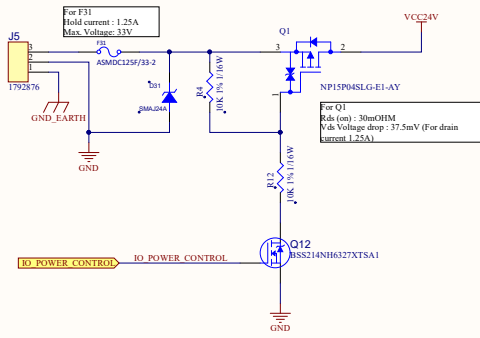 For F31
Hold current : 1.25A
Max. Voltage: 33V
J5
3
2
1
1792876
F31
ASMDC125F/33-2
GND_EARTH
GND
D31
SMAJ24A
R4
10K 1% 1/16W
Q1
3
2
1
NP15P04SLG-E1-AY
VCC24V
For Q1
Rds (on) : 30mOHM
Vds Voltage drop : 37.5mV (For drain
current 1.25A)
R12
10K 1% 1/16W
IO_POWER_CONTROL
IO_POWER_CONTROL
Q12
BSS214NH6327XTSA1
GND